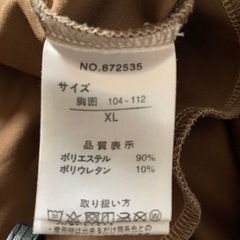 NO.872535
サイズ
胸囲 104-112
XL
品質表示
ポリエステル 90%
ポリウレタン 10%
取り扱い方